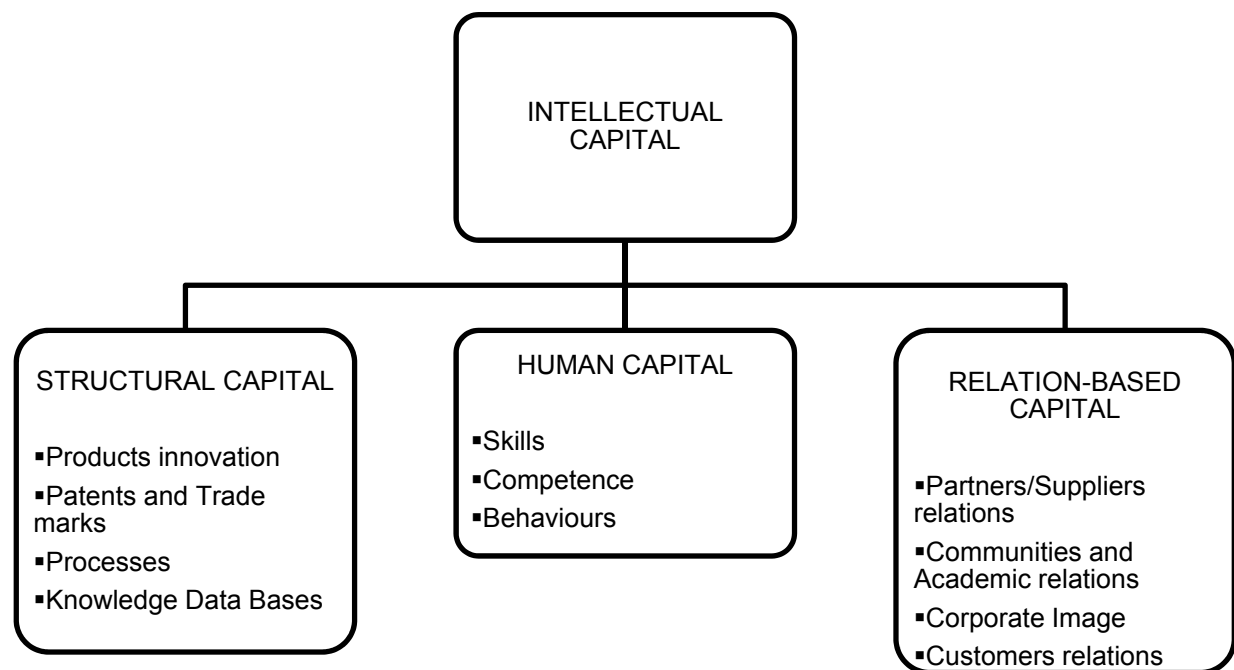 INTELLECTUAL
CAPITAL
STRUCTURAL CAPITAL
▪Products innovation
▪Patents and Trade
marks
▪Processes
▪Knowledge Data Bases
HUMAN CAPITAL
▪Skills
▪Competence
▪Behaviours
RELATION-BASED
CAPITAL
▪Partners/Suppliers
relations
▪Communities and
Academic relations
▪Corporate Image
▪Customers relations